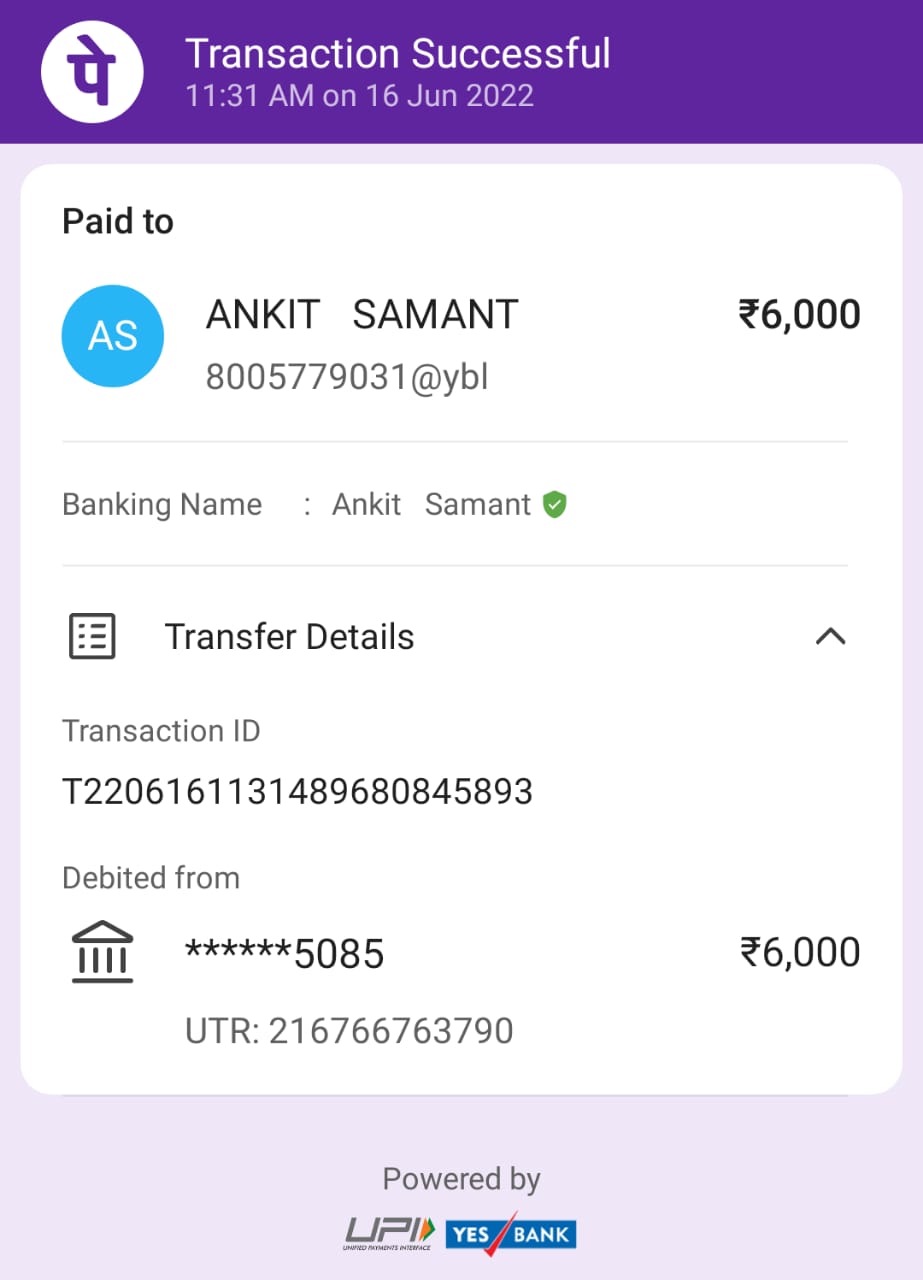 पे
Transaction Successful
11:31 AM on 16 Jun 2022
Paid to
AS
ANKIT SAMANT
₹6,000
8005779031@ybl
Banking Name : Ankit Samant
Transfer Details
Transaction ID
T2206161131489680845893
Debited from
******5085
₹6,000
UTR: 216766763790
Powered by
UPI
UNIFIED PAYMENTS INTERFACE
YES BANK